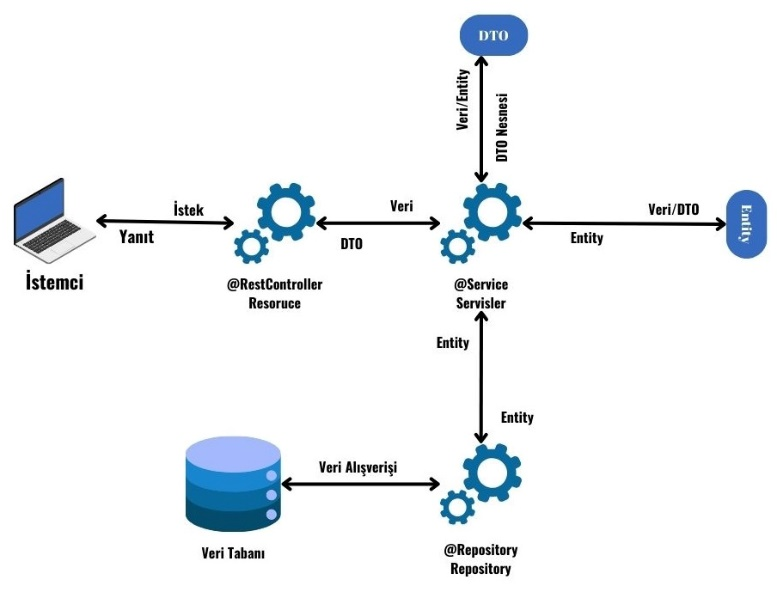 DTO
Veri/Entity
DTO Nesnesi
İstek
Yanıt
İstemci
Veri
DTO
@RestController
Resoruce
@Service
Servisler
Veri/DTO
Entity
Entity
Entity
Entity
Veri Alışverişi
Veri Tabanı
@Repository
Repository